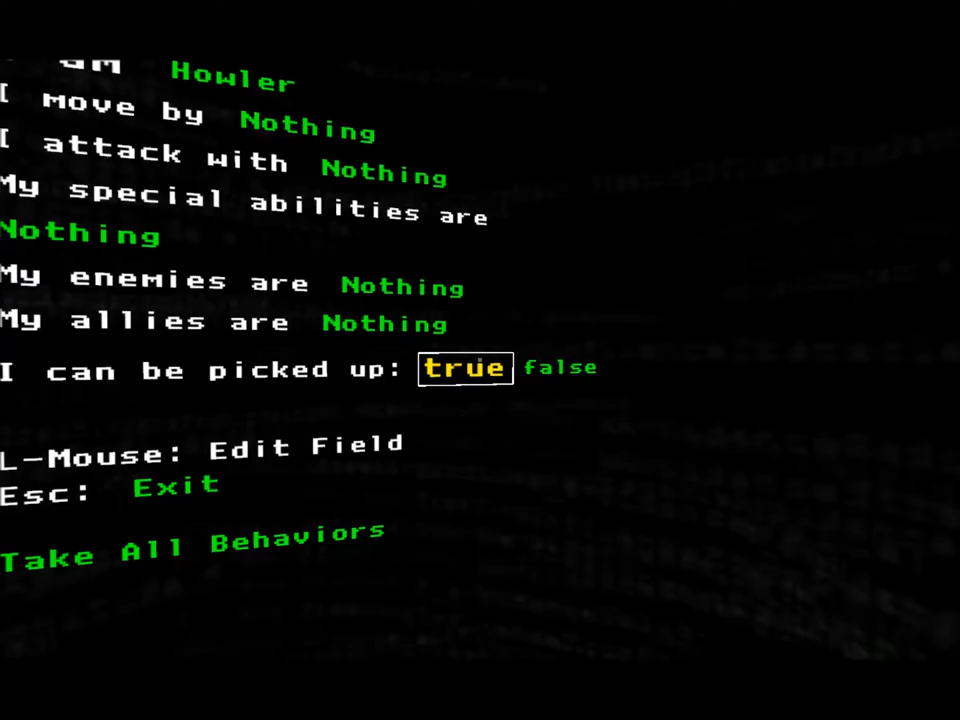 I am Howler
I move by Nothing
I attack with Nothing
My special abilities are
Nothing
My enemies are Nothing
My allies are Nothing
I can be picked up: true false
L-Mouse: Edit Field
Esc: Exit
Take All Behaviors